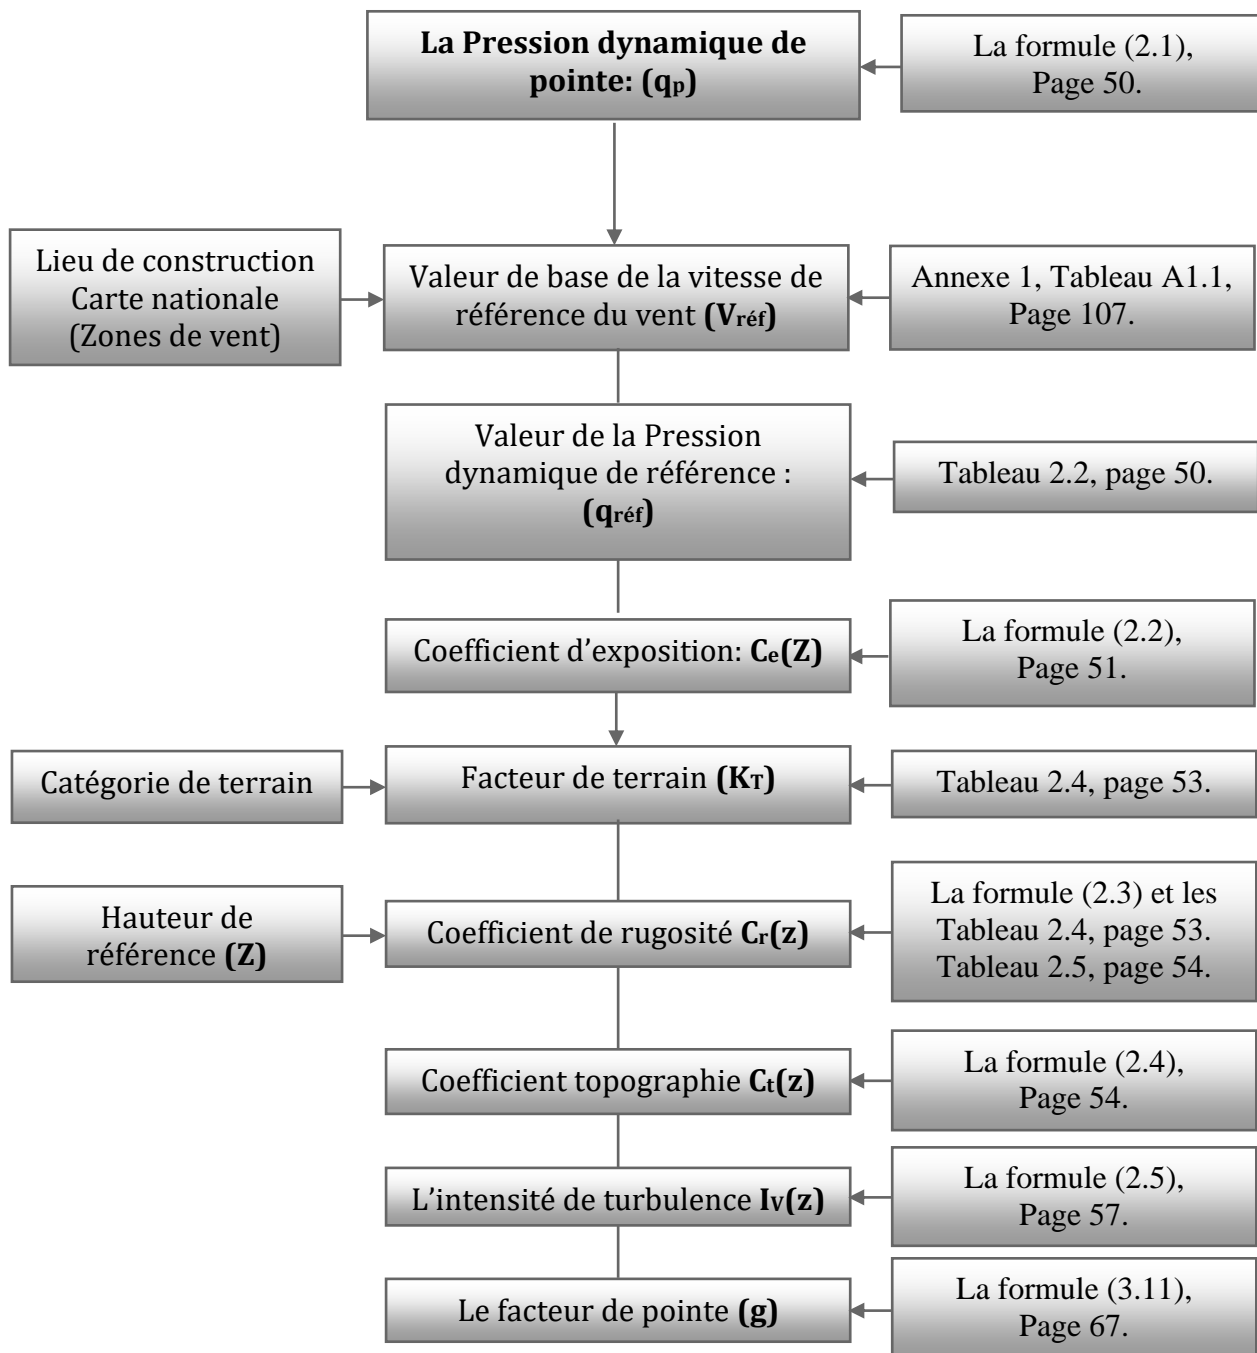 La Pression dynamique de
pointe: (qp)
La formule (2.1),
Page 50.
Lieu de construction
Carte nationale
(Zones de vent)
Valeur de base de la vitesse de
référence du vent (Vréf)
Annexe 1, Tableau A1.1,
Page 107.
Valeur de la Pression
dynamique de référence :
(qréf)
Tableau 2.2, page 50.
Coefficient d’exposition: Ce(Z)
La formule (2.2),
Page 51.
Catégorie de terrain
Facteur de terrain (KT)
Tableau 2.4, page 53.
Hauteur de
référence (Z)
Coefficient de rugosité Cr(z)
La formule (2.3) et les
Tableau 2.4, page 53.
Tableau 2.5, page 54.
Coefficient topographie Ct(z)
La formule (2.4),
Page 54.
L’intensité de turbulence IV(z)
La formule (2.5),
Page 57.
Le facteur de pointe (g)
La formule (3.11),
Page 67.